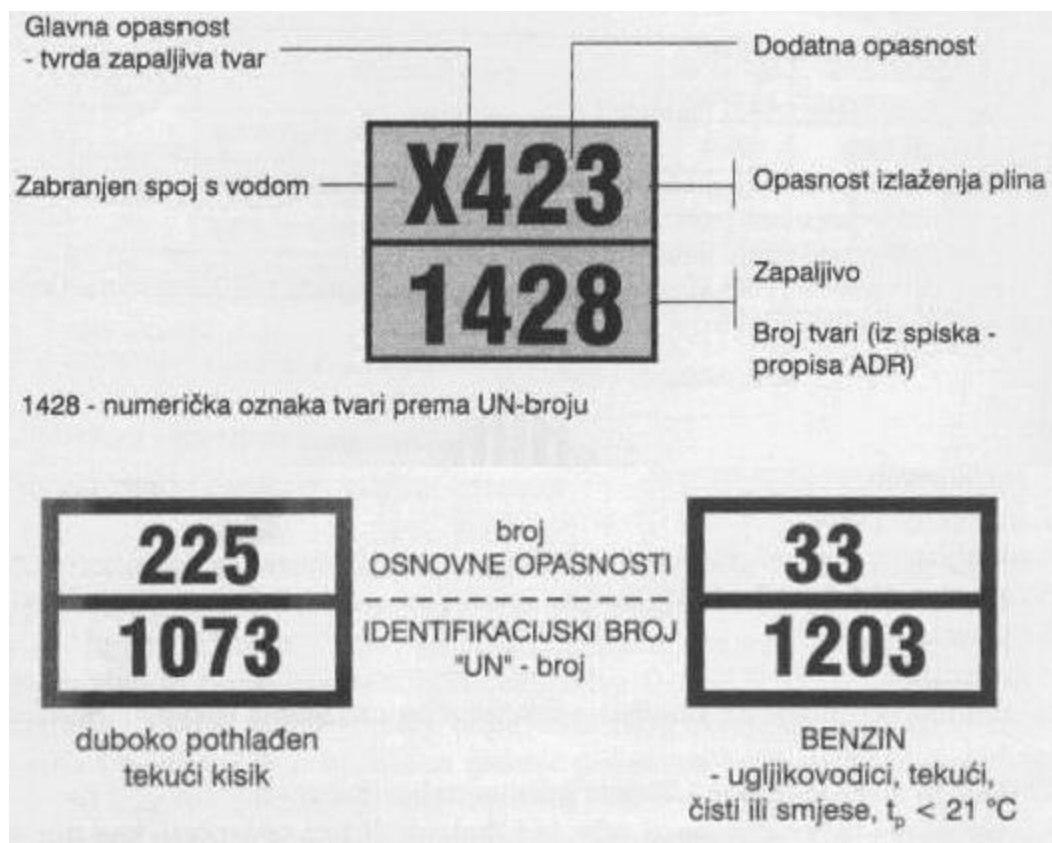 Glavna opasnost
- tvrda zapaljiva tvar
Dodatna opasnost
X423
Zabranjen spoj s vodom
Opasnost izlaženja plina
1428
Zapaljivo
Broj tvari (iz spiska -
propisa ADR)
1428 - numerička oznaka tvari prema UN-broju
225
1073
broj
OSNOVNE OPASNOSTI
IDENTIFIKACIJSKI BROJ
"UN" - broj
33
1203
duboko pothlađen
tekući kisik
BENZIN
- ugljikovodici, tekući,
čisti ili smjese, tp < 21 °C